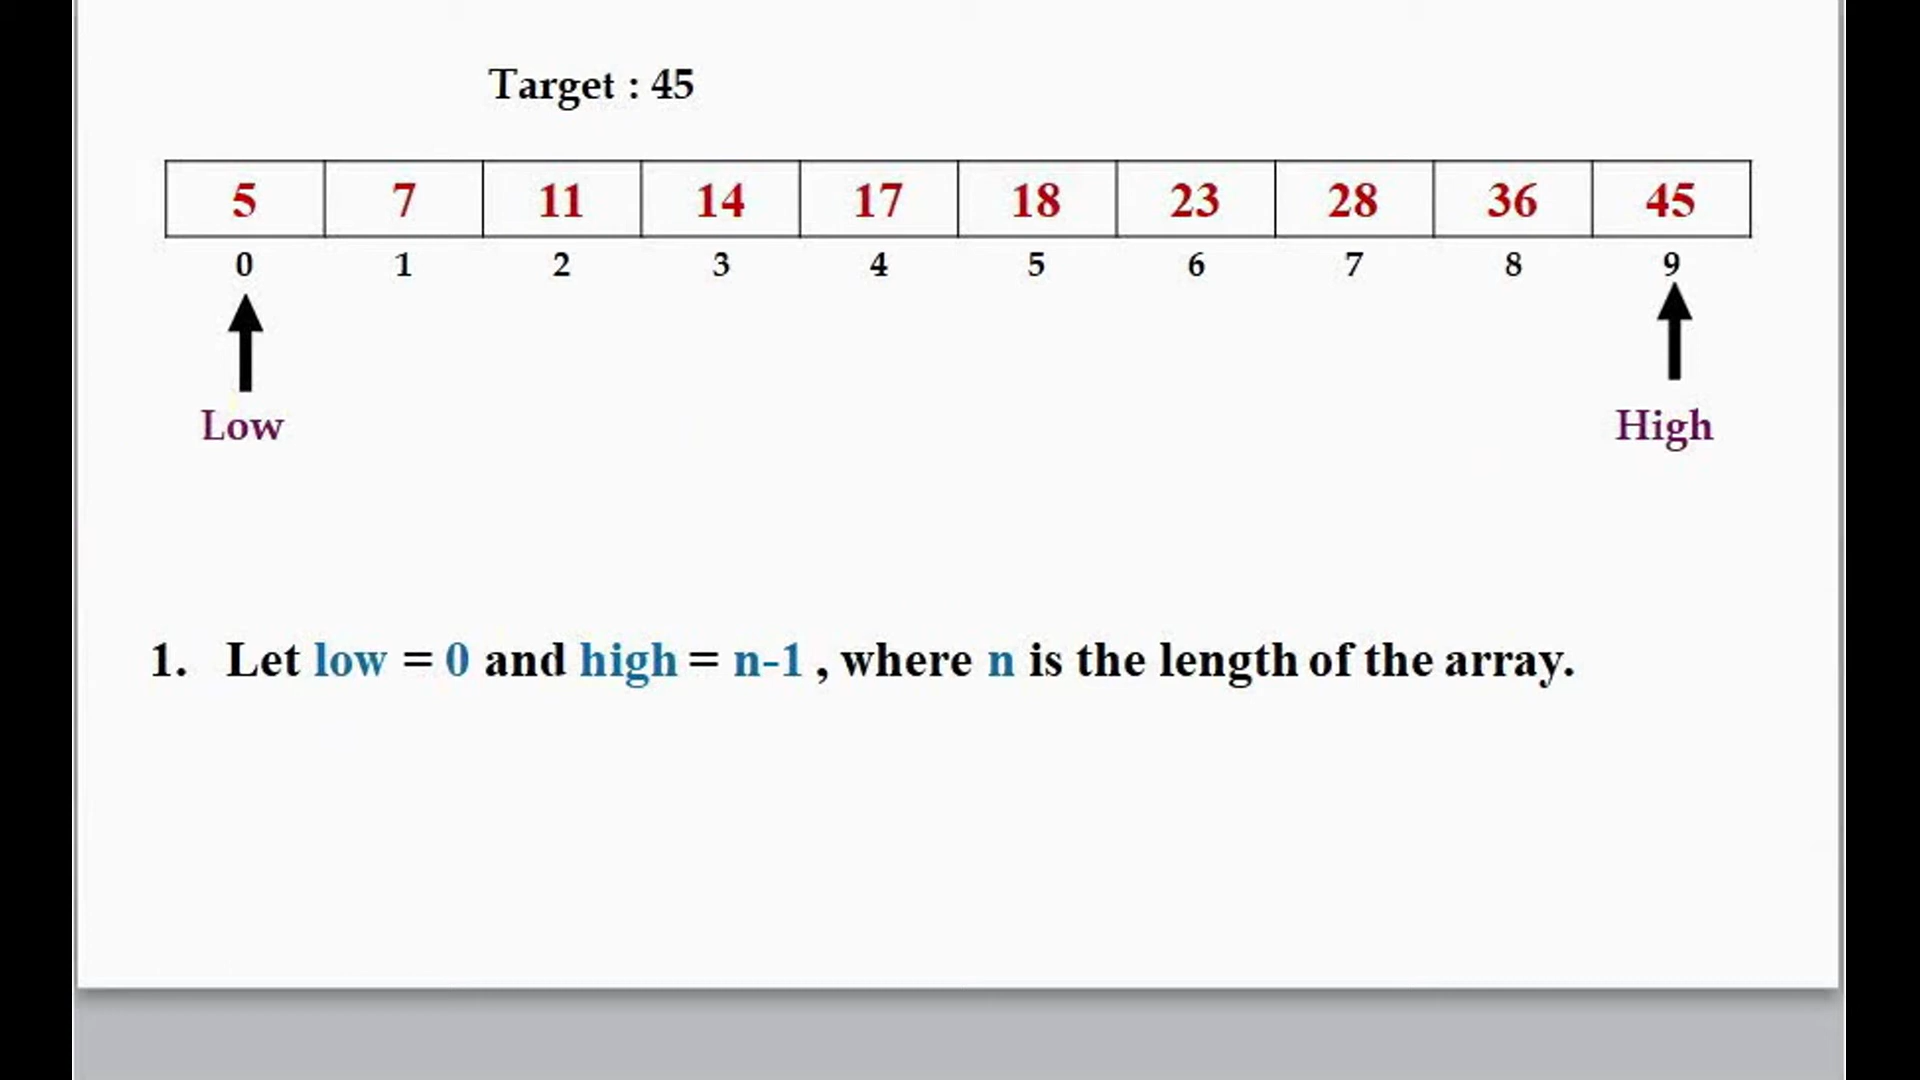 Target : 45
5 7 11 14 17 18 23 28 36 45
0 1 2 3 4 5 6 7 8 9
Low High
1. Let low = 0 and high = n-1 , where n is the length of the array.